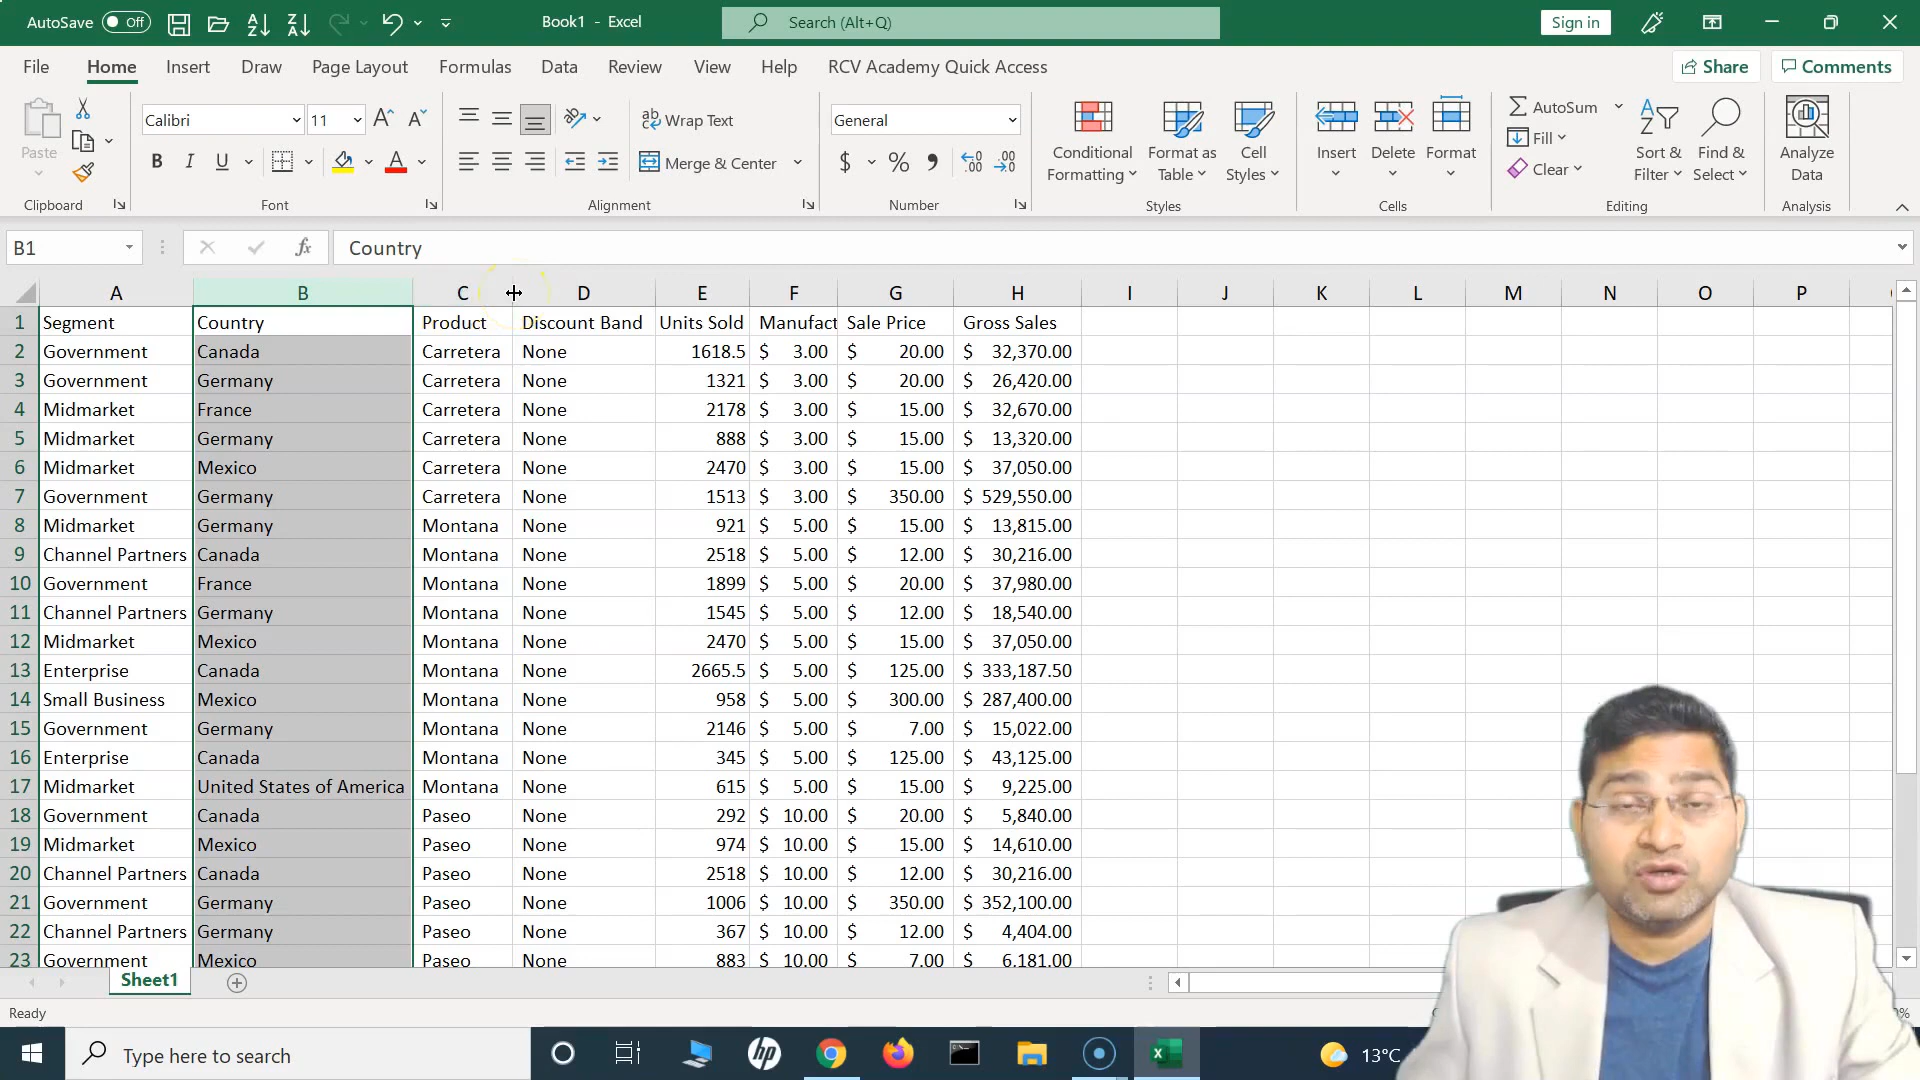 AutoSave Off Book1 - Excel Search (Alt+Q) Sign in
File Home Insert Draw Page Layout Formulas Data Review View Help RCV Academy Quick Access Share Comments
Paste Clipboard
Calibri 11 B I U A Font
Wrap Text Merge & Center Alignment
General $ % Number
Conditional Formatting Format as Table Cell Styles Styles
Insert Delete Format Cells
AutoSum Fill Clear Sort & Filter Find & Select Editing
Analyze Data Analysis
B1 fx Country
A B C D E F G H I J K L M N O P
1 Segment Country Product Discount Band Units Sold Manufact Sale Price Gross Sales
2 Government Canada Carretera None 1618.5 $ 3.00 $ 20.00 $ 32,370.00
3 Government Germany Carretera None 1321 $ 3.00 $ 20.00 $ 26,420.00
4 Midmarket France Carretera None 2178 $ 3.00 $ 15.00 $ 32,670.00
5 Midmarket Germany Carretera None 888 $ 3.00 $ 15.00 $ 13,320.00
6 Midmarket Mexico Carretera None 2470 $ 3.00 $ 15.00 $ 37,050.00
7 Government Germany Carretera None 1513 $ 3.00 $ 350.00 $ 529,550.00
8 Midmarket Germany Montana None 921 $ 5.00 $ 15.00 $ 13,815.00
9 Channel Partners Canada Montana None 2518 $ 5.00 $ 12.00 $ 30,216.00
10 Government France Montana None 1899 $ 5.00 $ 20.00 $ 37,980.00
11 Channel Partners Germany Montana None 1545 $ 5.00 $ 12.00 $ 18,540.00
12 Midmarket Mexico Montana None 2470 $ 5.00 $ 15.00 $ 37,050.00
13 Enterprise Canada Montana None 2665.5 $ 5.00 $ 125.00 $ 333,187.50
14 Small Business Mexico Montana None 958 $ 5.00 $ 300.00 $ 287,400.00
15 Government Germany Montana None 2146 $ 5.00 $ 7.00 $ 15,022.00
16 Enterprise Canada Montana None 345 $ 5.00 $ 125.00 $ 43,125.00
17 Midmarket United States of America Montana None 615 $ 5.00 $ 15.00 $ 9,225.00
18 Government Canada Paseo None 292 $ 10.00 $ 20.00 $ 5,840.00
19 Midmarket Mexico Paseo None 974 $ 10.00 $ 15.00 $ 14,610.00
20 Channel Partners Canada Paseo None 2518 $ 10.00 $ 12.00 $ 30,216.00
21 Government Germany Paseo None 1006 $ 10.00 $ 350.00 $ 352,100.00
22 Channel Partners Germany Paseo None 367 $ 10.00 $ 12.00 $ 4,404.00
23 Government Mexico Paseo None 883 $ 10.00 $ 7.00 $ 6,181.00
Sheet1
Ready
Type here to search hp 13°C